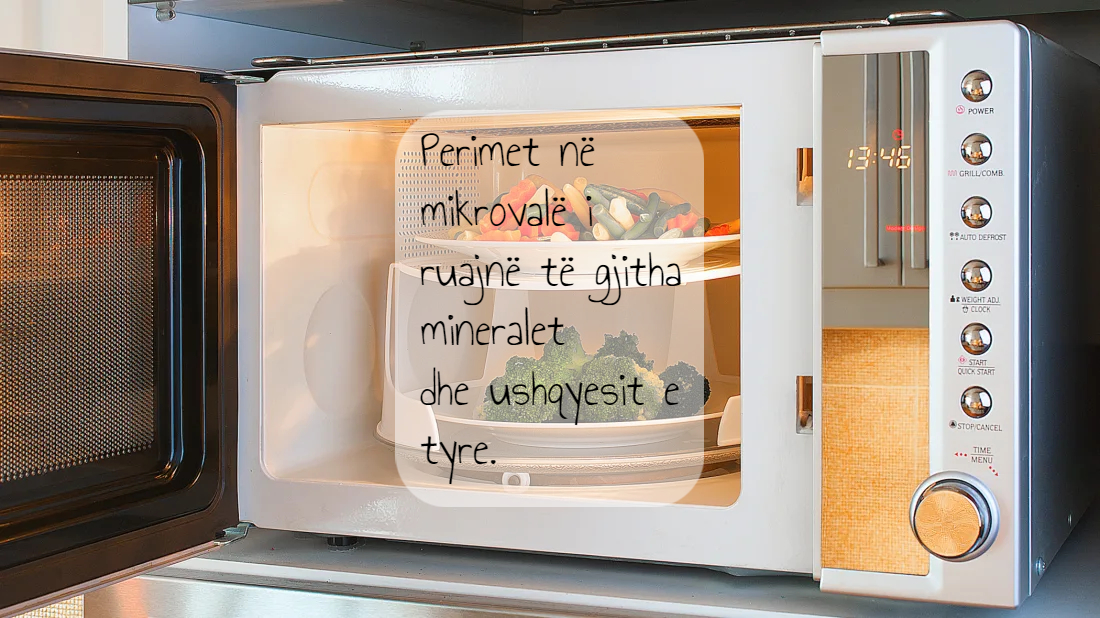 Perimet në
mikrovalë i
ruajnë të gjitha
mineralet
dhe ushqyesit e
tyre.
13:46
POWER
GRILL/COMB.
AUTO DEFROST
WEIGHT ADJ.
CLOCK
START
QUICK START
STOP/CANCEL
TIME
MENU